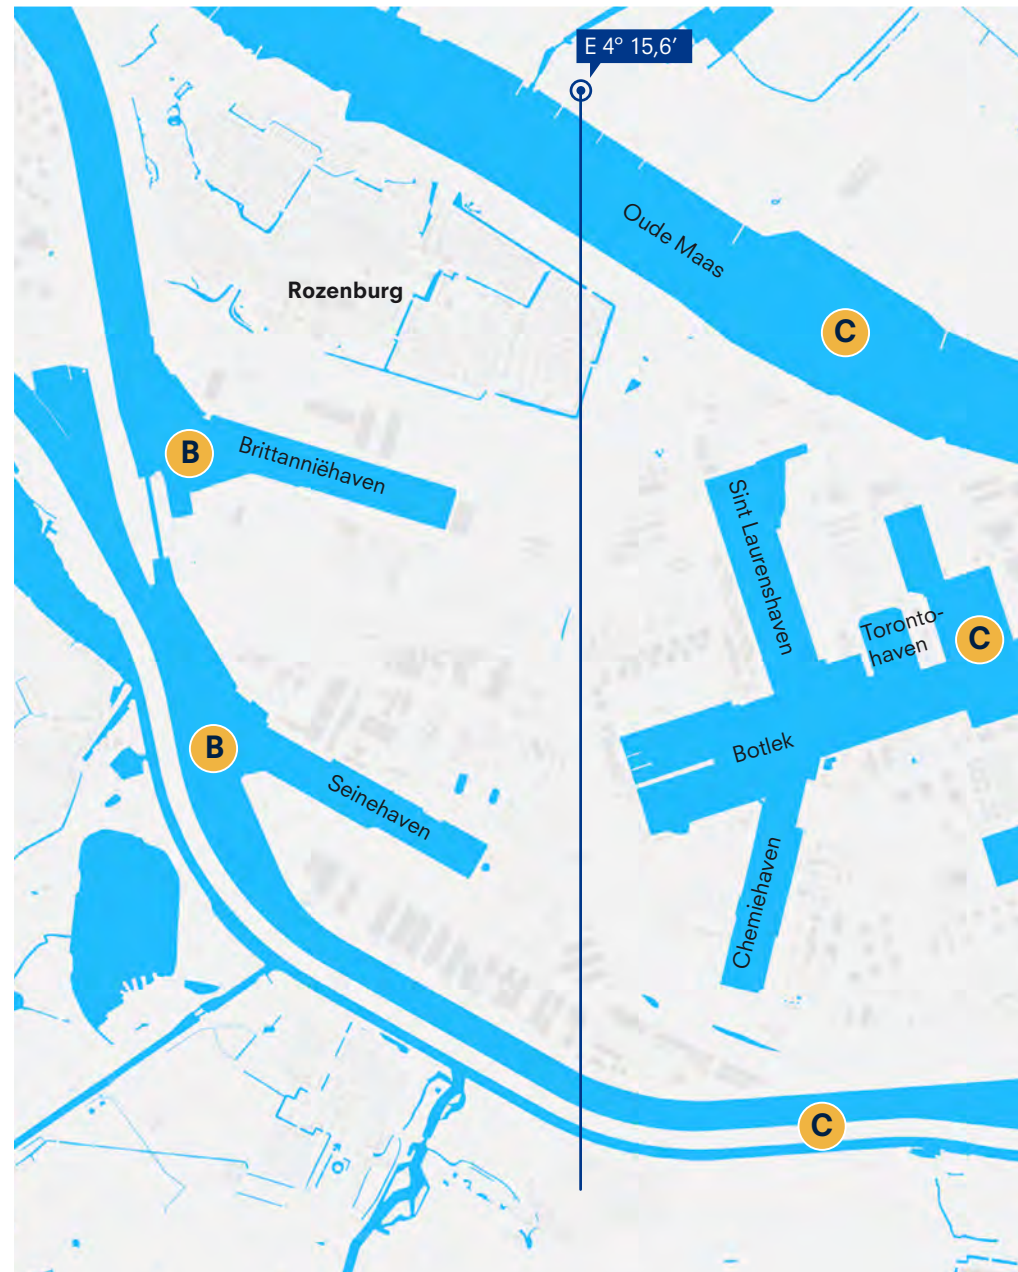 E 4° 15,6’
Oude Maas
Rozenburg
C
B
Brittanniëhaven
Sint Laurenshaven
Toronto-
haven
C
B
Botlek
Seinehaven
Chemiehaven
C